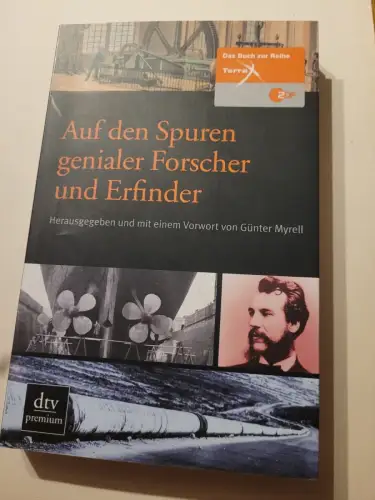 Das Buch zur Reihe
Terra X
ZDF
Auf den Spuren
genialer Forscher
und Erfinder
Herausgegeben und mit einem Vorwort von Günter Myrell
dtv
premium